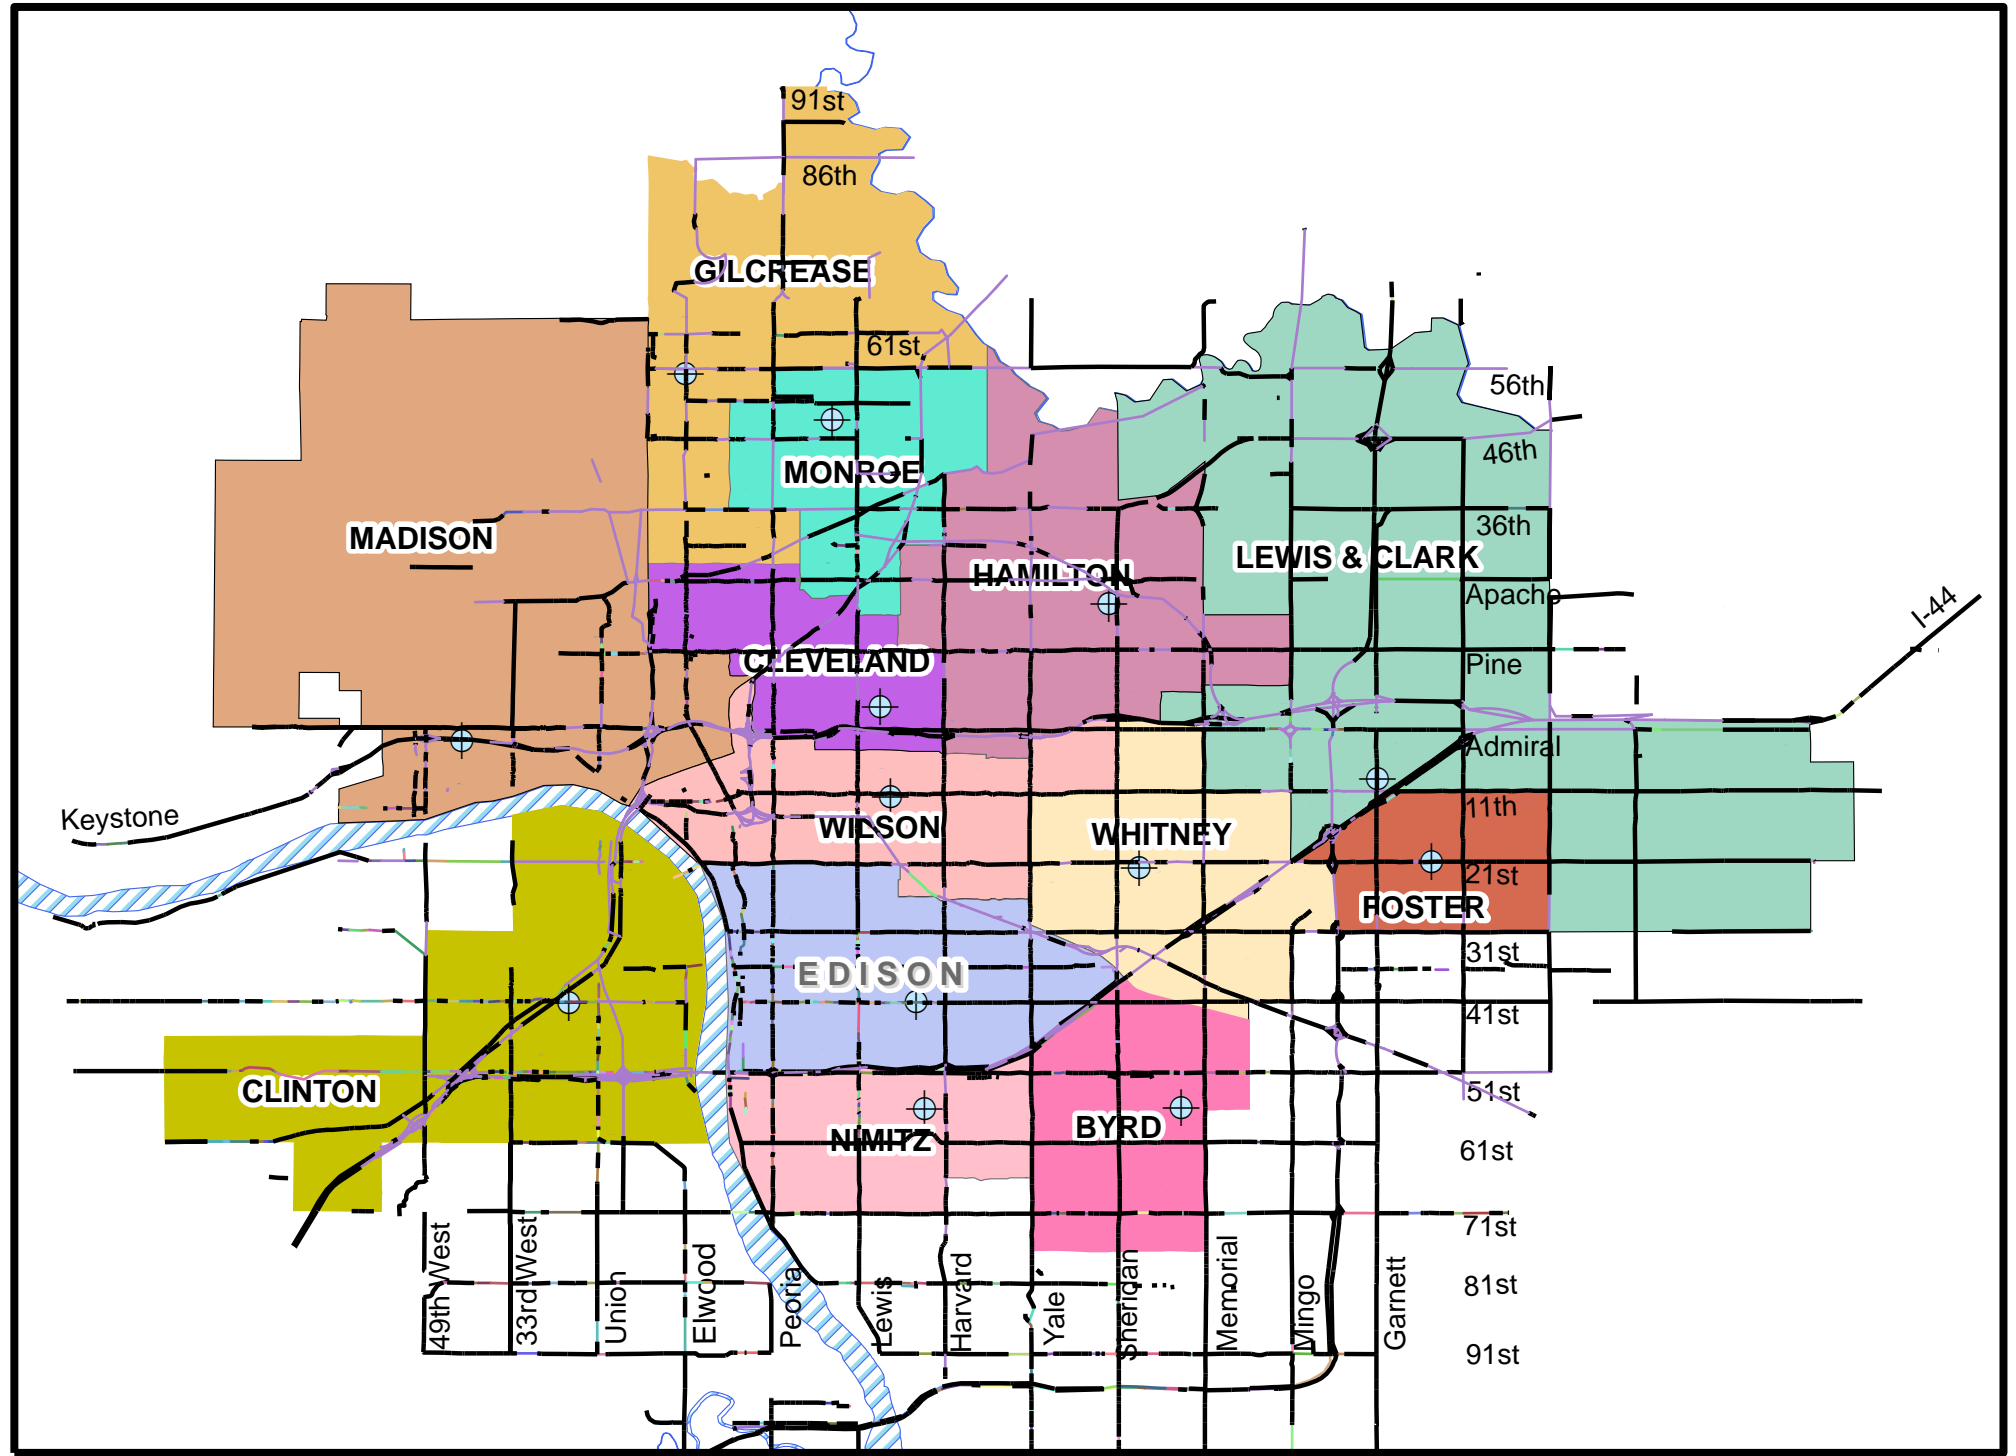 91st
86th
GILCREASE
61st
56th
46th
MONROE
36th
MADISON
LEWIS & CLARK
HAMILTON
Apache
I-44
CLEVELAND
Pine
Admiral
11th
Keystone
WILSON
WHITNEY
21st
FOSTER
31st
EDISON
41st
CLINTON
51st
BYRD
NIMITZ
61st
71st
49th West
33rd West
Union
Elwood
Peoria
Lewis
Harvard
Yale
Sheridan
Memorial
Mingo
Garnett
81st
91st